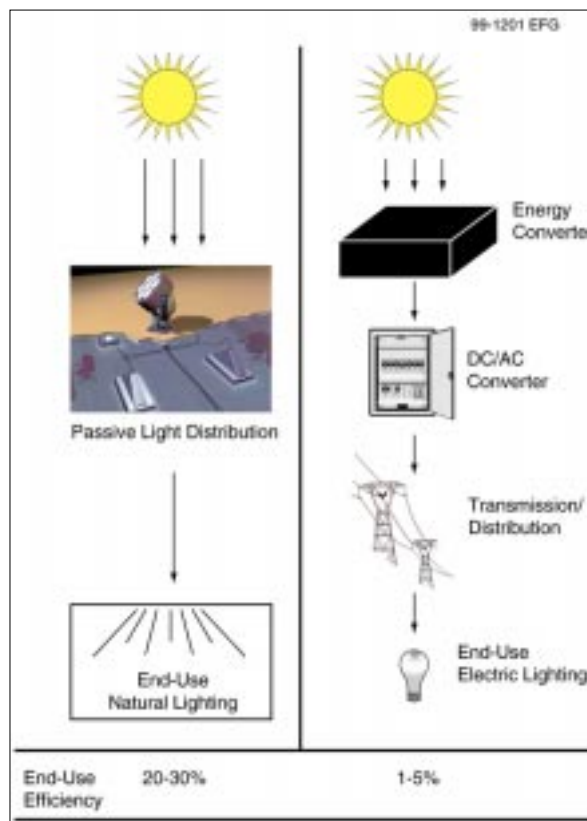 99-1201 EFG
Energy
Converte
DC/AC
Converter
Passive Light Distribution
Transmission/
Distribution
End-Use
Natural Lighting
End-Use
Electric Lighting
End-Use
Efficiency
20-30%
1-5%